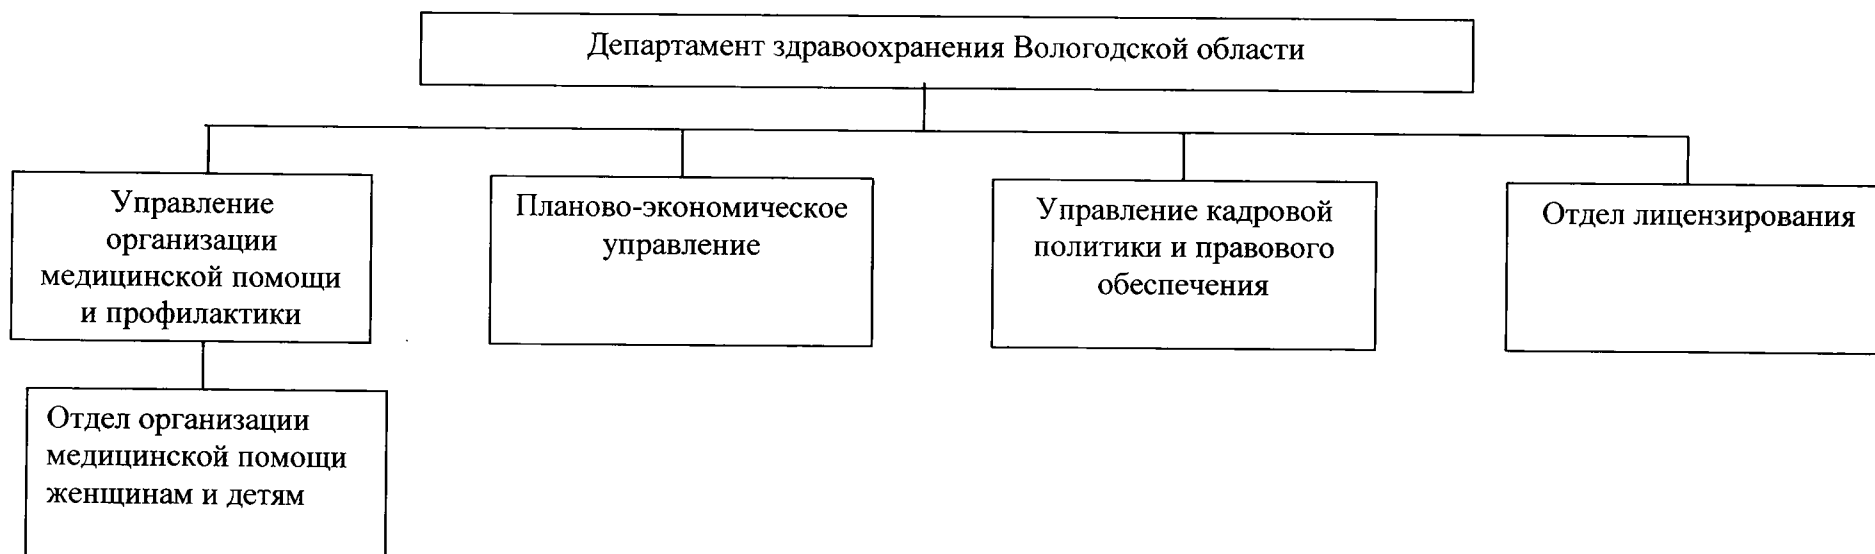 Департамент здравоохранения Вологодской области
Управление
организации
медицинской помощи
и профилактики
Планово-экономическое
управление
Управление кадровой
политики и правового
обеспечения
Отдел лицензирования
Отдел организации
медицинской помощи
женщинам и детям